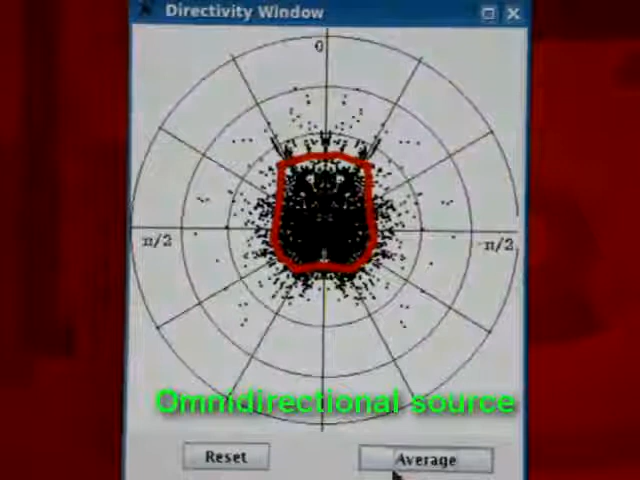 Directivity Window
0
π/2
-π/2
Omnidirectional source
Reset
Average